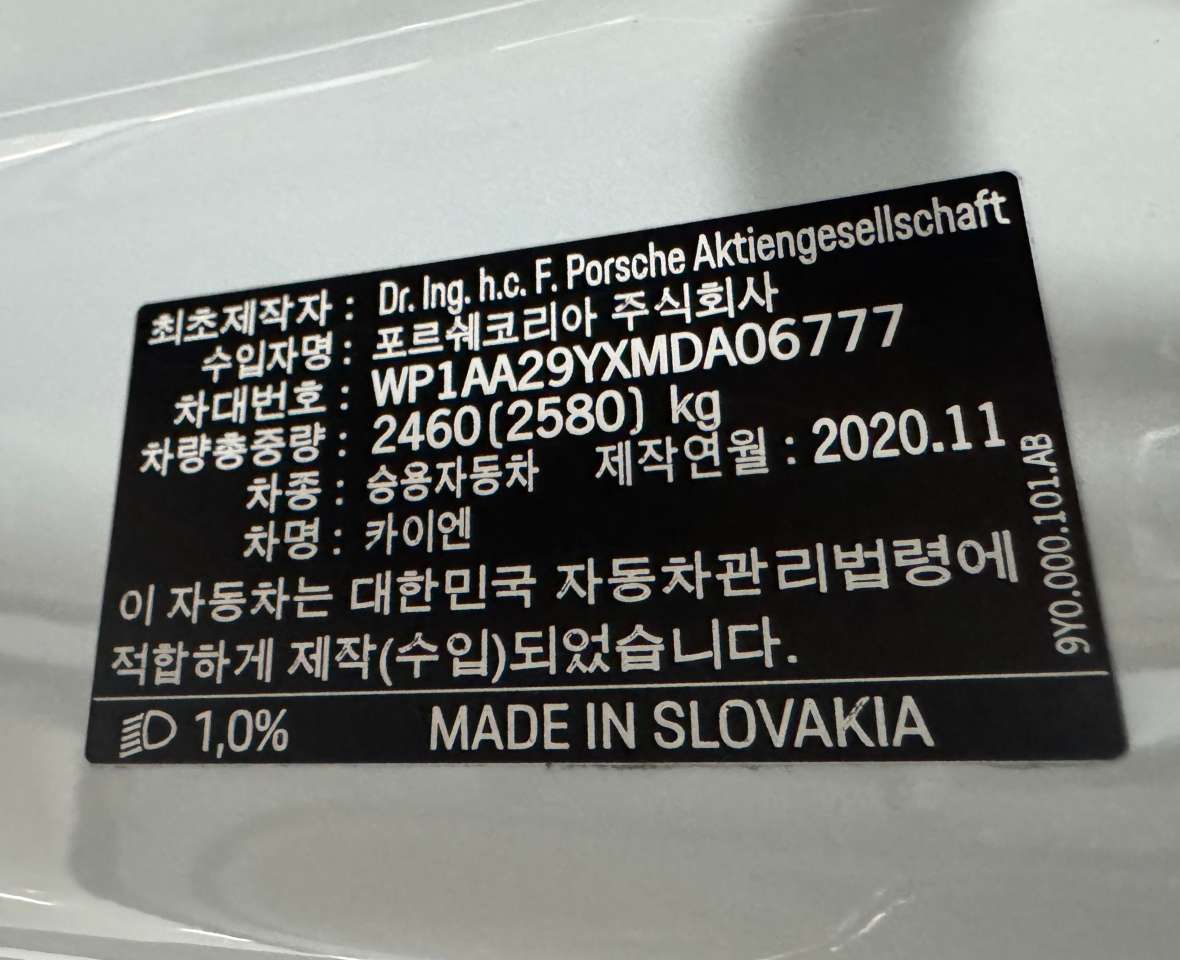 최초제작자 : Dr. Ing. h.c. F. Porsche Aktiengesellschaft
수입자명 : 포르쉐코리아 주식회사
차대번호 : WP1AA29YXMDA06777
차량총중량 : 2460(2580) kg
차종 : 승용자동차 제작연월 : 2020.11
차명 : 카이엔
이 자동차는 대한민국 자동차관리법령에
적합하게 제작(수입)되었습니다.
9Y0.000.101.AB
1,0% MADE IN SLOVAKIA